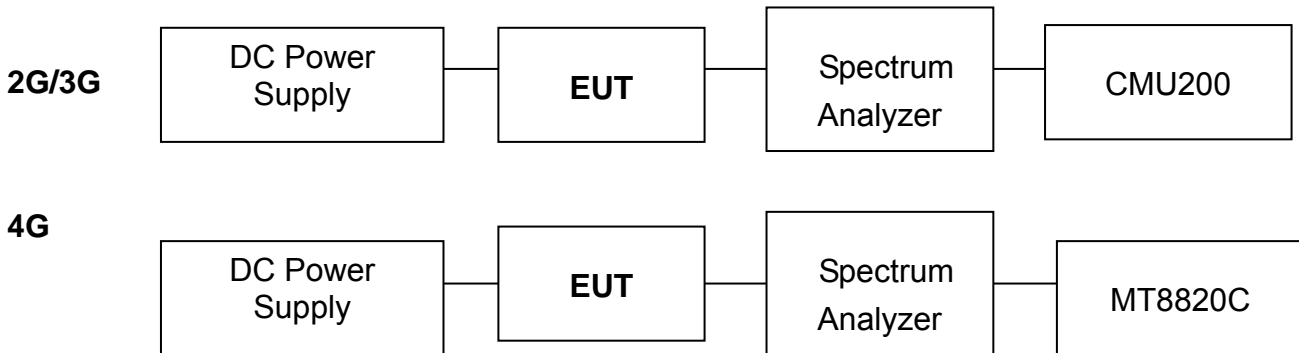 2G/3G
DC Power
Supply
EUT
Spectrum
Analyzer
CMU200
4G
DC Power
Supply
EUT
Spectrum
Analyzer
MT8820C